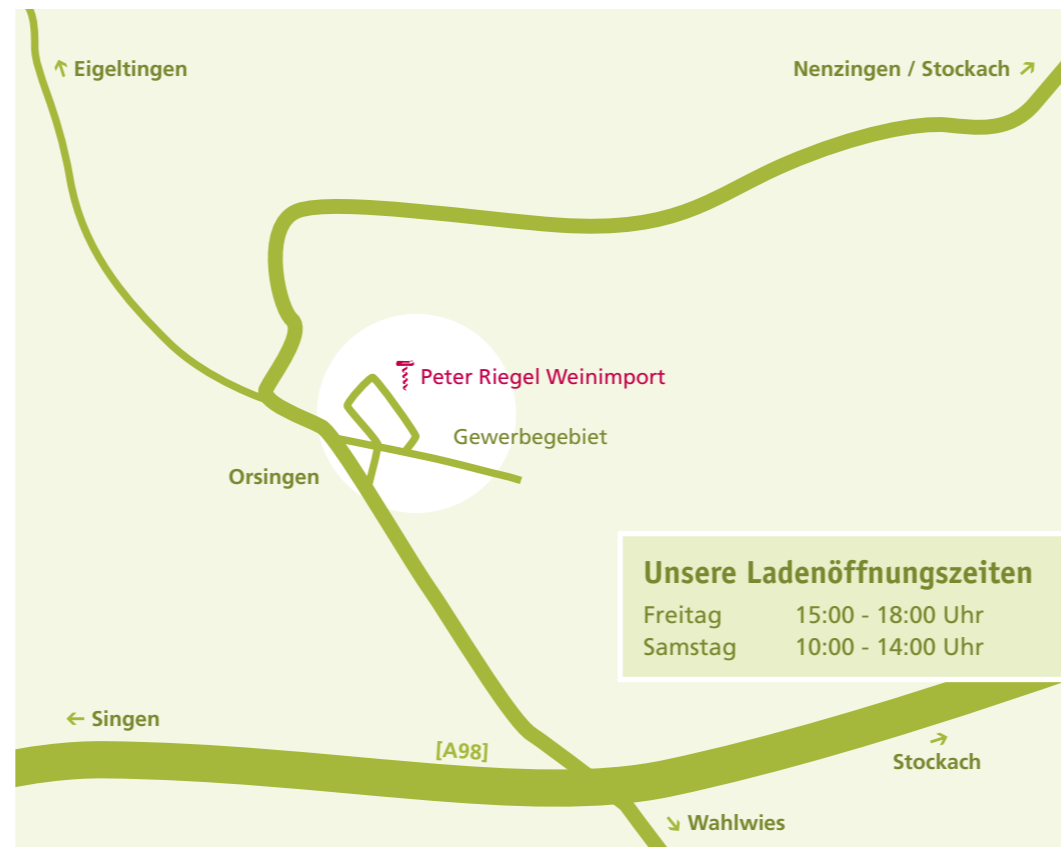 Eigeltingen
Nenzingen / Stockach
Peter Riegel Weinimport
Gewerbegebiet
Orsingen
Unsere Ladenöffnungszeiten
Freitag 15:00 - 18:00 Uhr
Samstag 10:00 - 14:00 Uhr
Singen
[A98]
Stockach
Wahlwies